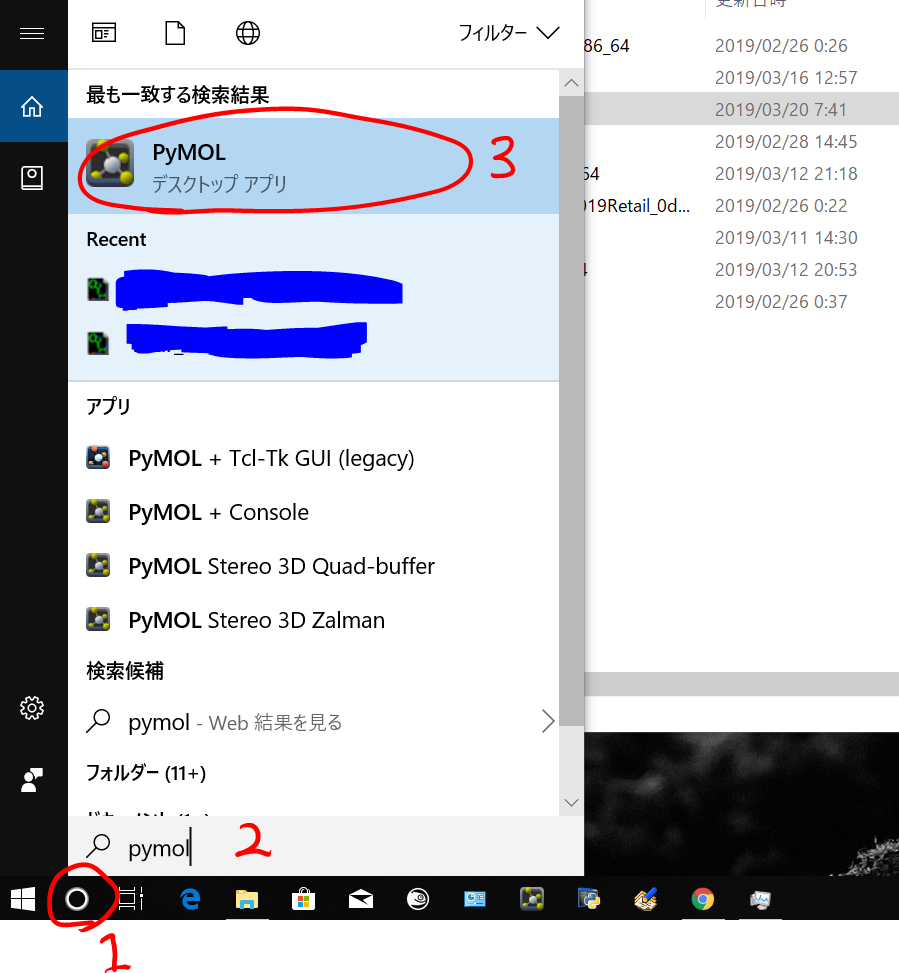 フィルター
最も一致する検索結果
PyMOL
デスクトップ アプリ
3
Recent
アプリ
PyMOL + Tcl-Tk GUI (legacy)
PyMOL + Console
PyMOL Stereo 3D Quad-buffer
PyMOL Stereo 3D Zalman
検索候補
pymol - Web 結果を見る
フォルダー (11+)
pymol
2
1
更新日時
86_64
2019/02/26 0:26
2019/03/16 12:57
2019/03/20 7:41
2019/02/28 14:45
64
2019/03/12 21:18
019Retail_0d...
2019/02/26 0:22
2019/03/11 14:30
2019/03/12 20:53
2019/02/26 0:37